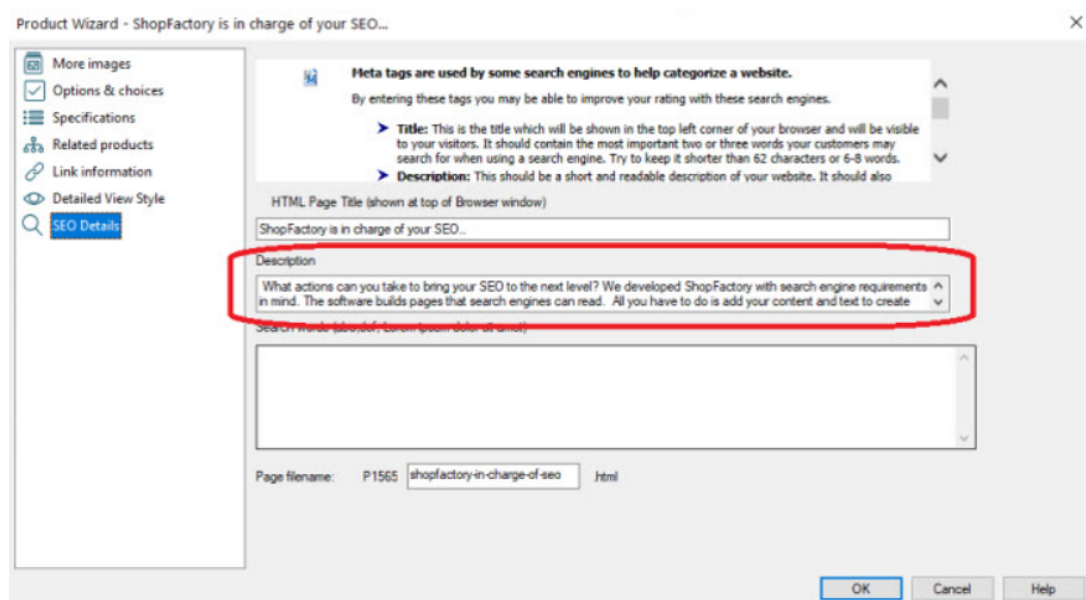 Product Wizard - ShopFactory is in charge of your SEO...
More images
Options & choices
Specifications
Related products
Link information
Detailed View Style
SEO Details
Meta tags are used by some search engines to help categorize a website.
By entering these tags you may be able to improve your rating with these search engines.
Title: This is the title which will be shown in the top left corner of your browser and will be visible
to your visitors. It should contain the most important two or three words your customers may
search for when using a search engine. Try to keep it shorter than 62 characters or 6-8 words.
Description: This should be a short and readable description of your website. It should also
HTML Page Title (shown at top of Browser window)
ShopFactory is in charge of your SEO...
Description
What actions can you take to bring your SEO to the next level? We developed ShopFactory with search engine requirements
in mind. The software builds pages that search engines can read. All you have to do is add your content and text to create
Search words (abc,def, Lorem ipsum dolor sit amet)
Page filename: P1565 shopfactory-in-charge-of-seo .html
OK Cancel Help